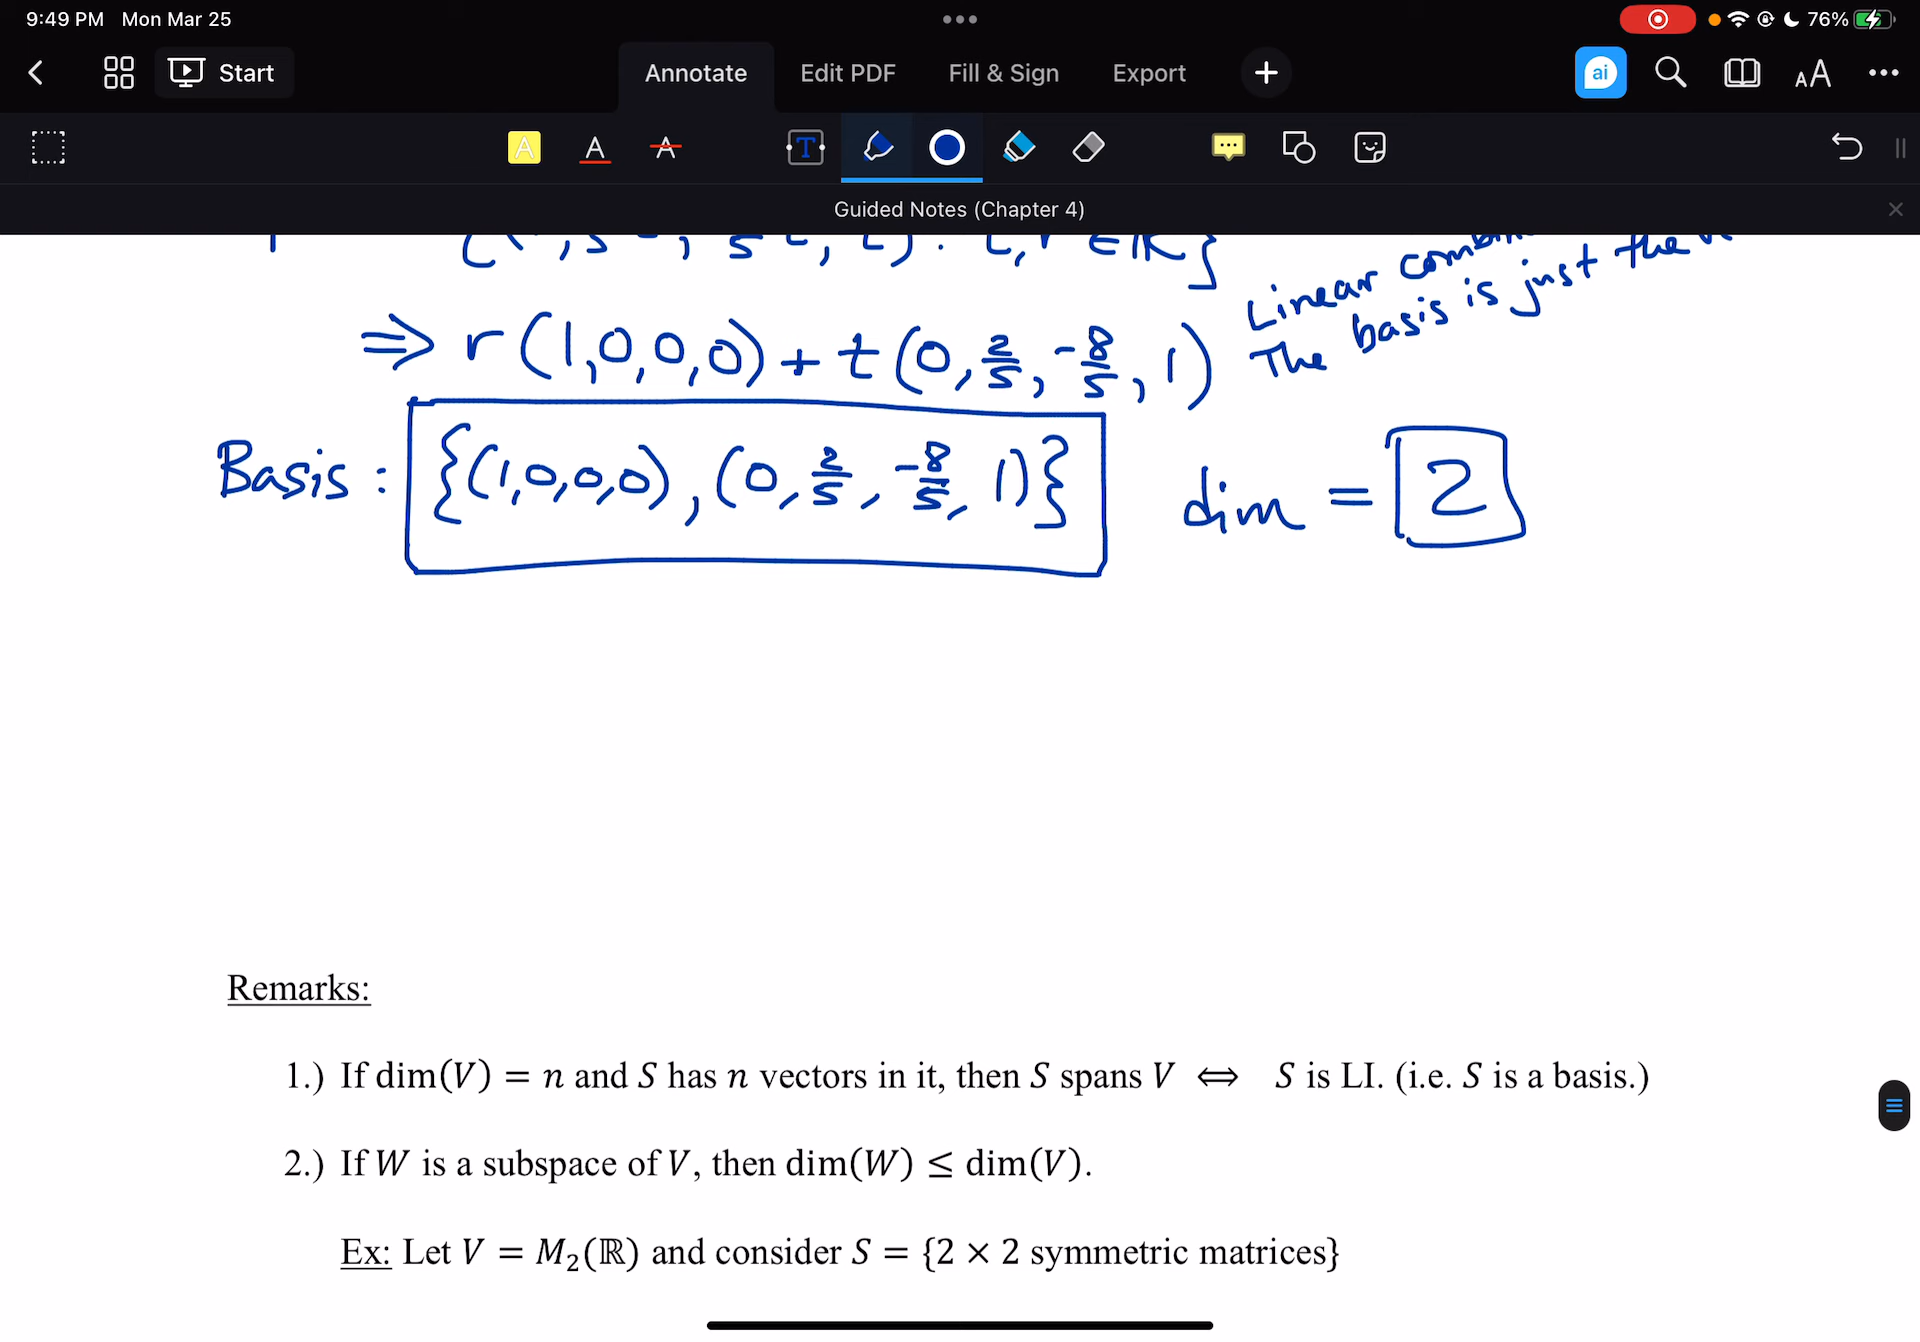 9:49 PM Mon Mar 25
76%
Start
Annotate
Edit PDF
Fill & Sign
Export
ai
AA
A A A T
Guided Notes (Chapter 4)
t, r ∈ ℝ}
Linear
The basis is just the
⇒ r(1,0,0,0) + t(0, 2/5, -8/5, 1)
Basis: {(1,0,0,0), (0, 2/5, -8/5, 1)} dim = 2
Remarks:
1.) If dim(V) = n and S has n vectors in it, then S spans V ⟺ S is LI. (i.e. S is a basis.)
2.) If W is a subspace of V, then dim(W) ≤ dim(V).
Ex: Let V = M₂(ℝ) and consider S = {2 × 2 symmetric matrices}